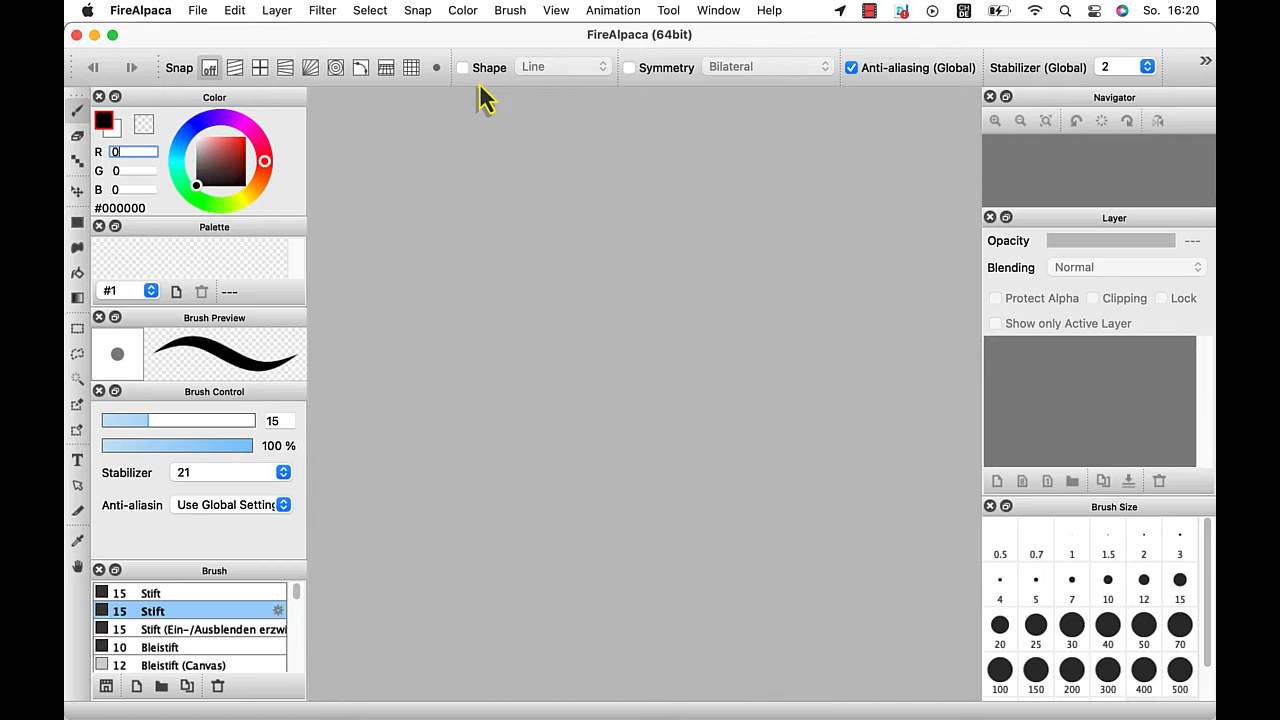 FireAlpaca File Edit Layer Filter Select Snap Color Brush View Animation Tool Window Help CH DE So. 16:20
FireAlpaca (64bit)
Snap off Shape Line Symmetry Bilateral Anti-aliasing (Global) Stabilizer (Global) 2 »
Color
R 0
G 0
B 0
#000000
Palette
#1 ---
Brush Preview
Brush Control
15
100 %
Stabilizer 21
Anti-aliasin Use Global Setting
Brush
15 Stift
15 Stift
15 Stift (Ein-/Ausblenden erzwi
10 Bleistift
12 Bleistift (Canvas)
T
Navigator
Layer
Opacity ---
Blending Normal
Protect Alpha Clipping Lock
Show only Active Layer
Brush Size
0.5 0.7 1 1.5 2 3
4 5 7 10 12 15
20 25 30 40 50 70
100 150 200 300 400 500